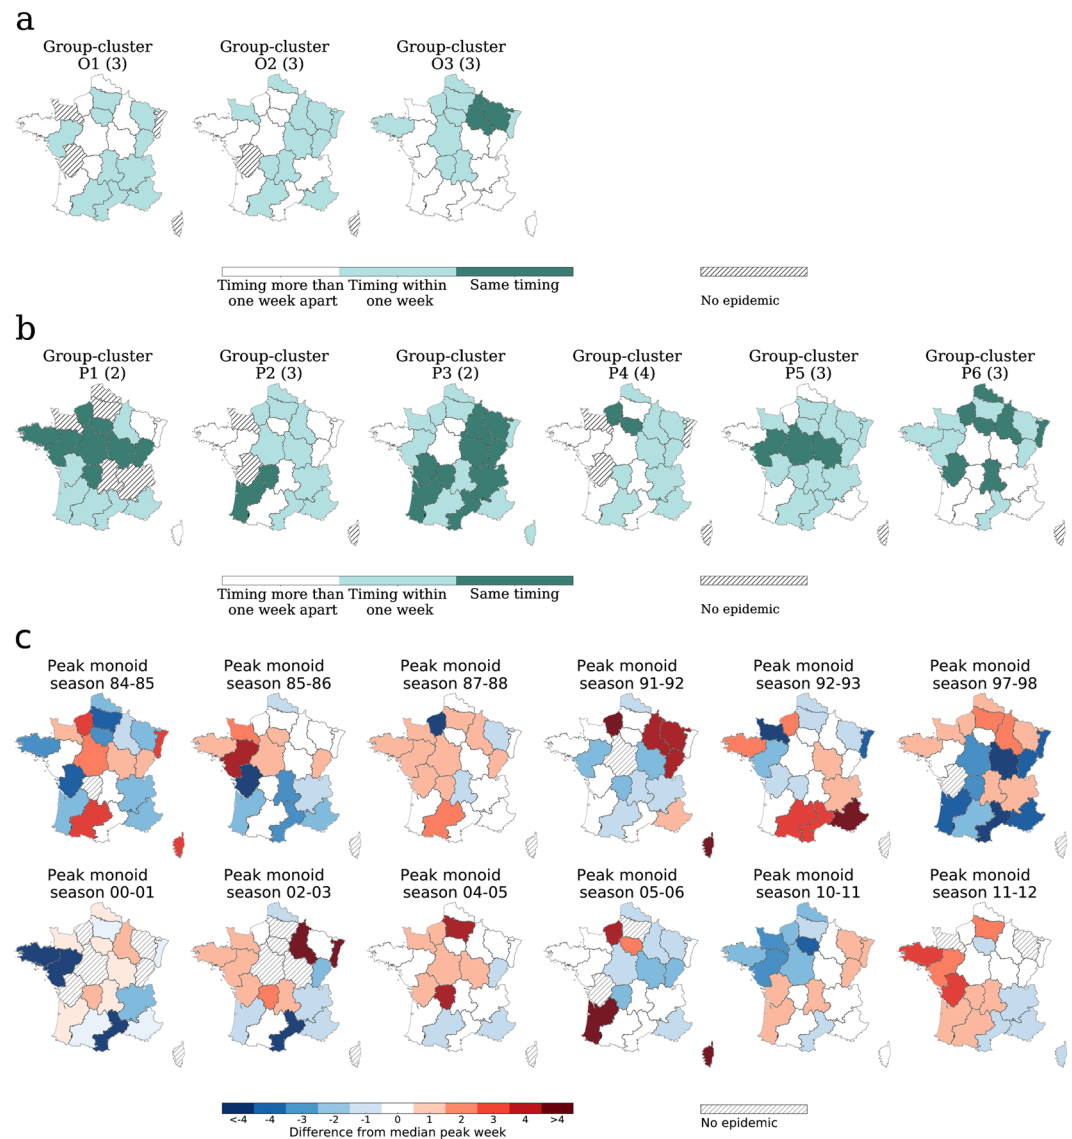 a
Group-cluster
O1 (3)
Group-cluster
O2 (3)
Group-cluster
O3 (3)
Timing more than
one week apart
Timing within
one week
Same timing
No epidemic
b
Group-cluster
P1 (2)
Group-cluster
P2 (3)
Group-cluster
P3 (2)
Group-cluster
P4 (4)
Group-cluster
P5 (3)
Group-cluster
P6 (3)
Timing more than
one week apart
Timing within
one week
Same timing
No epidemic
c
Peak monoid
season 84-85
Peak monoid
season 85-86
Peak monoid
season 87-88
Peak monoid
season 91-92
Peak monoid
season 92-93
Peak monoid
season 97-98
Peak monoid
season 00-01
Peak monoid
season 02-03
Peak monoid
season 04-05
Peak monoid
season 05-06
Peak monoid
season 10-11
Peak monoid
season 11-12
<-4 -4 -3 -2 -1 0 1 2 3 4 >4
Difference from median peak week
No epidemic